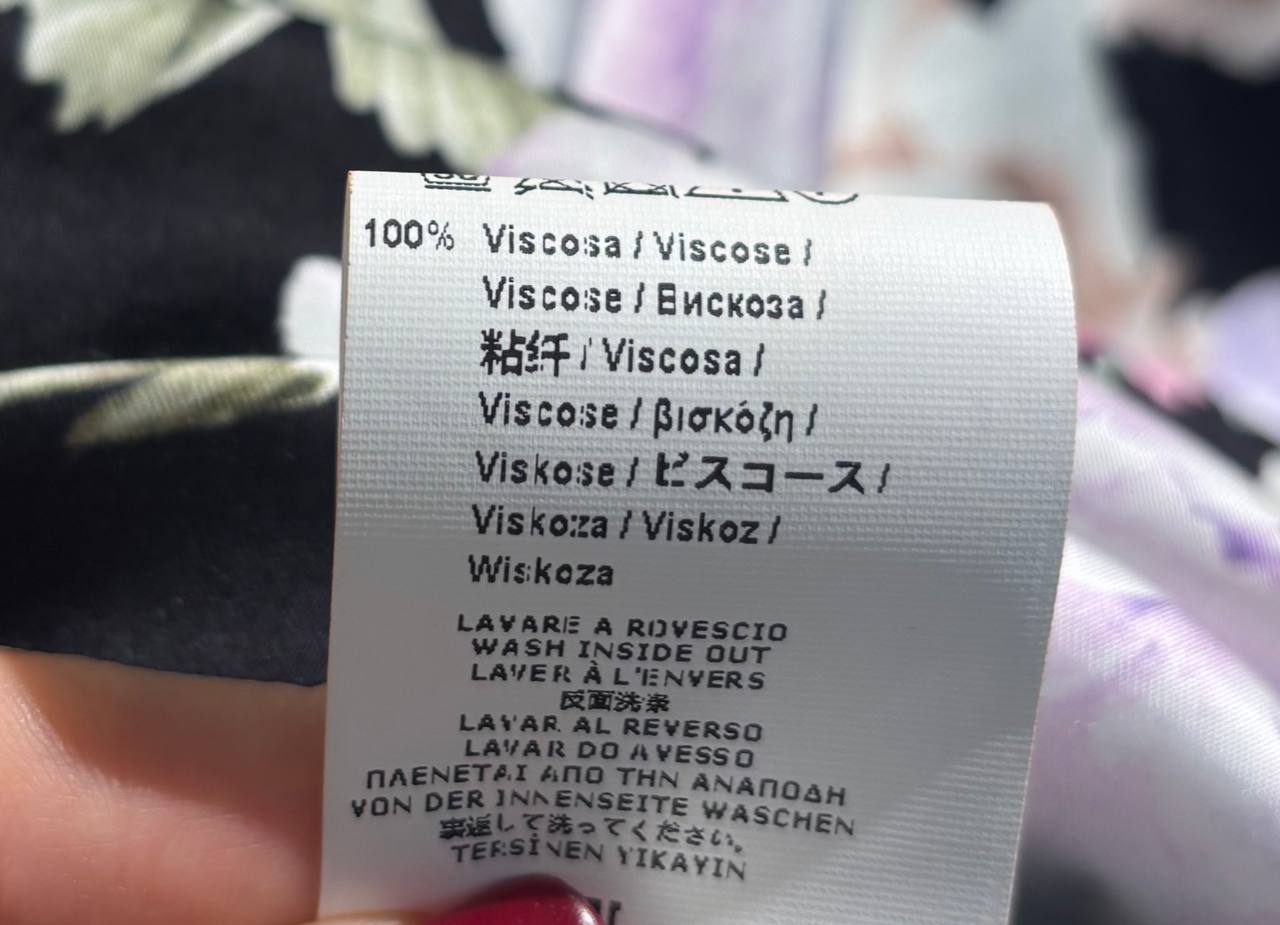 100% Viscosa / Viscose /
Viscose / Вискоза /
粘纤 / Viscosa /
Viscose / βισκόζη /
Viskose / ビスコース /
Viskoza / Viskoz /
Wiskoza
LAVARE A ROVESCIO
WASH INSIDE OUT
LAVER À L'ENVERS
反面洗涤
LAVAR AL REVERSO
LAVAR DO AVESSO
ΠΛΕΝΕΤΑΙ ΑΠΟ ΤΗΝ ΑΝΑΠΟΔΗ
VON DER INNENSEITE WASCHEN
裏返して洗ってください。
TERSİNEN YIKAYIN